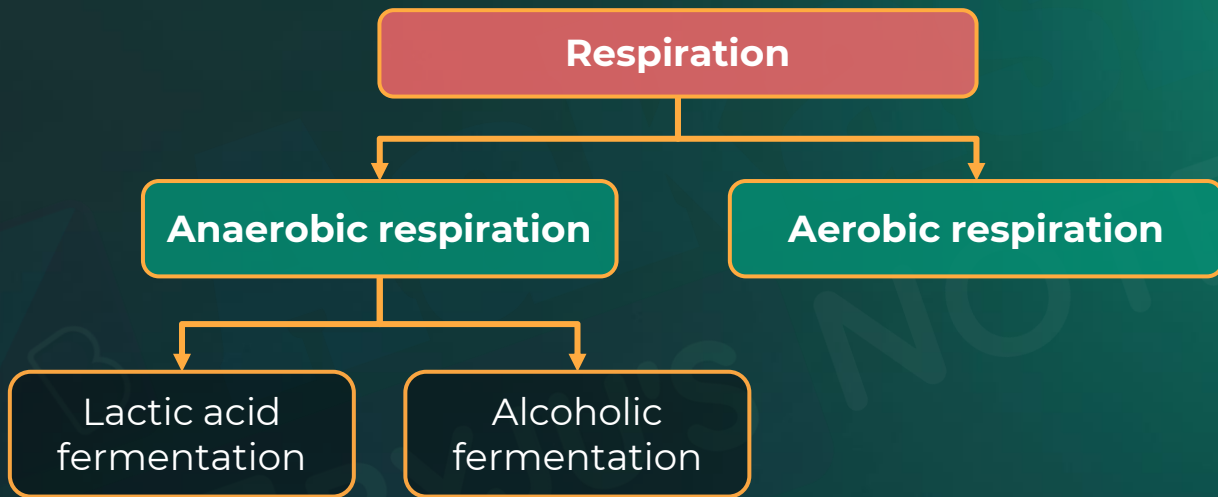 Respiration
Anaerobic respiration
Aerobic respiration
Lactic acid
fermentation
Alcoholic
fermentation